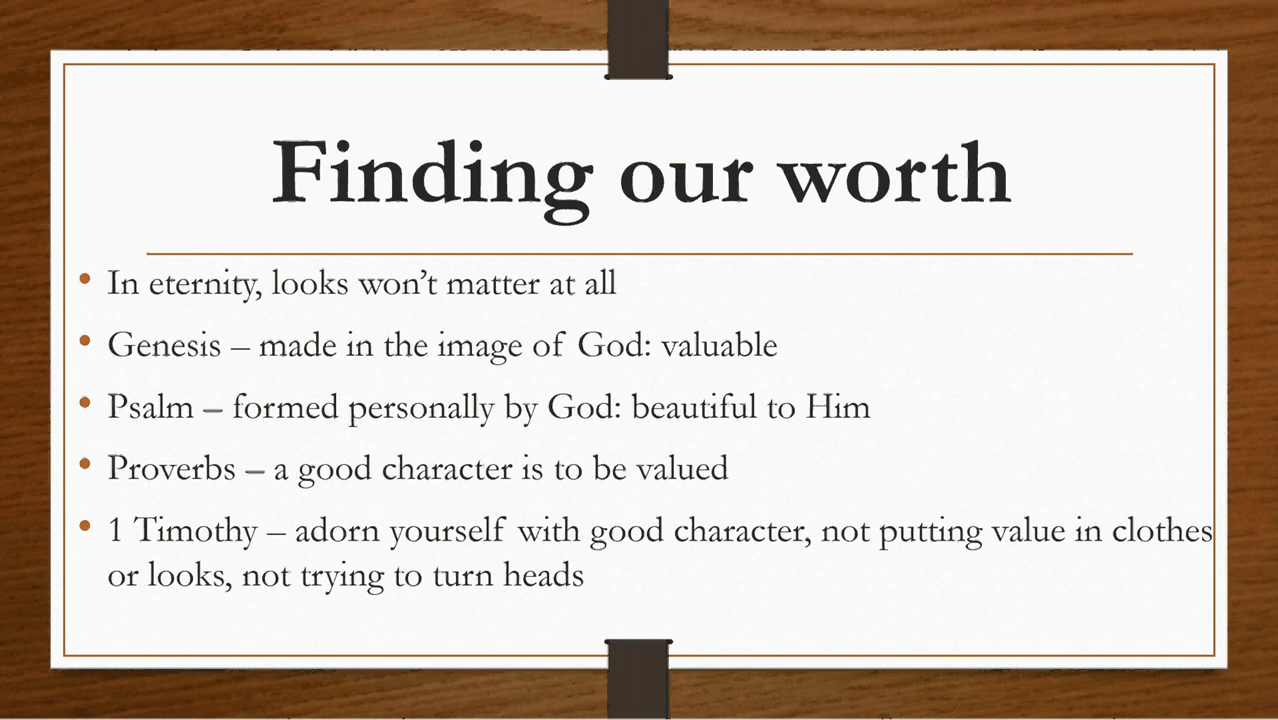 Finding our worth
• In eternity, looks won’t matter at all
• Genesis – made in the image of God: valuable
• Psalm – formed personally by God: beautiful to Him
• Proverbs – a good character is to be valued
• 1 Timothy – adorn yourself with good character, not putting value in clothes
or looks, not trying to turn heads